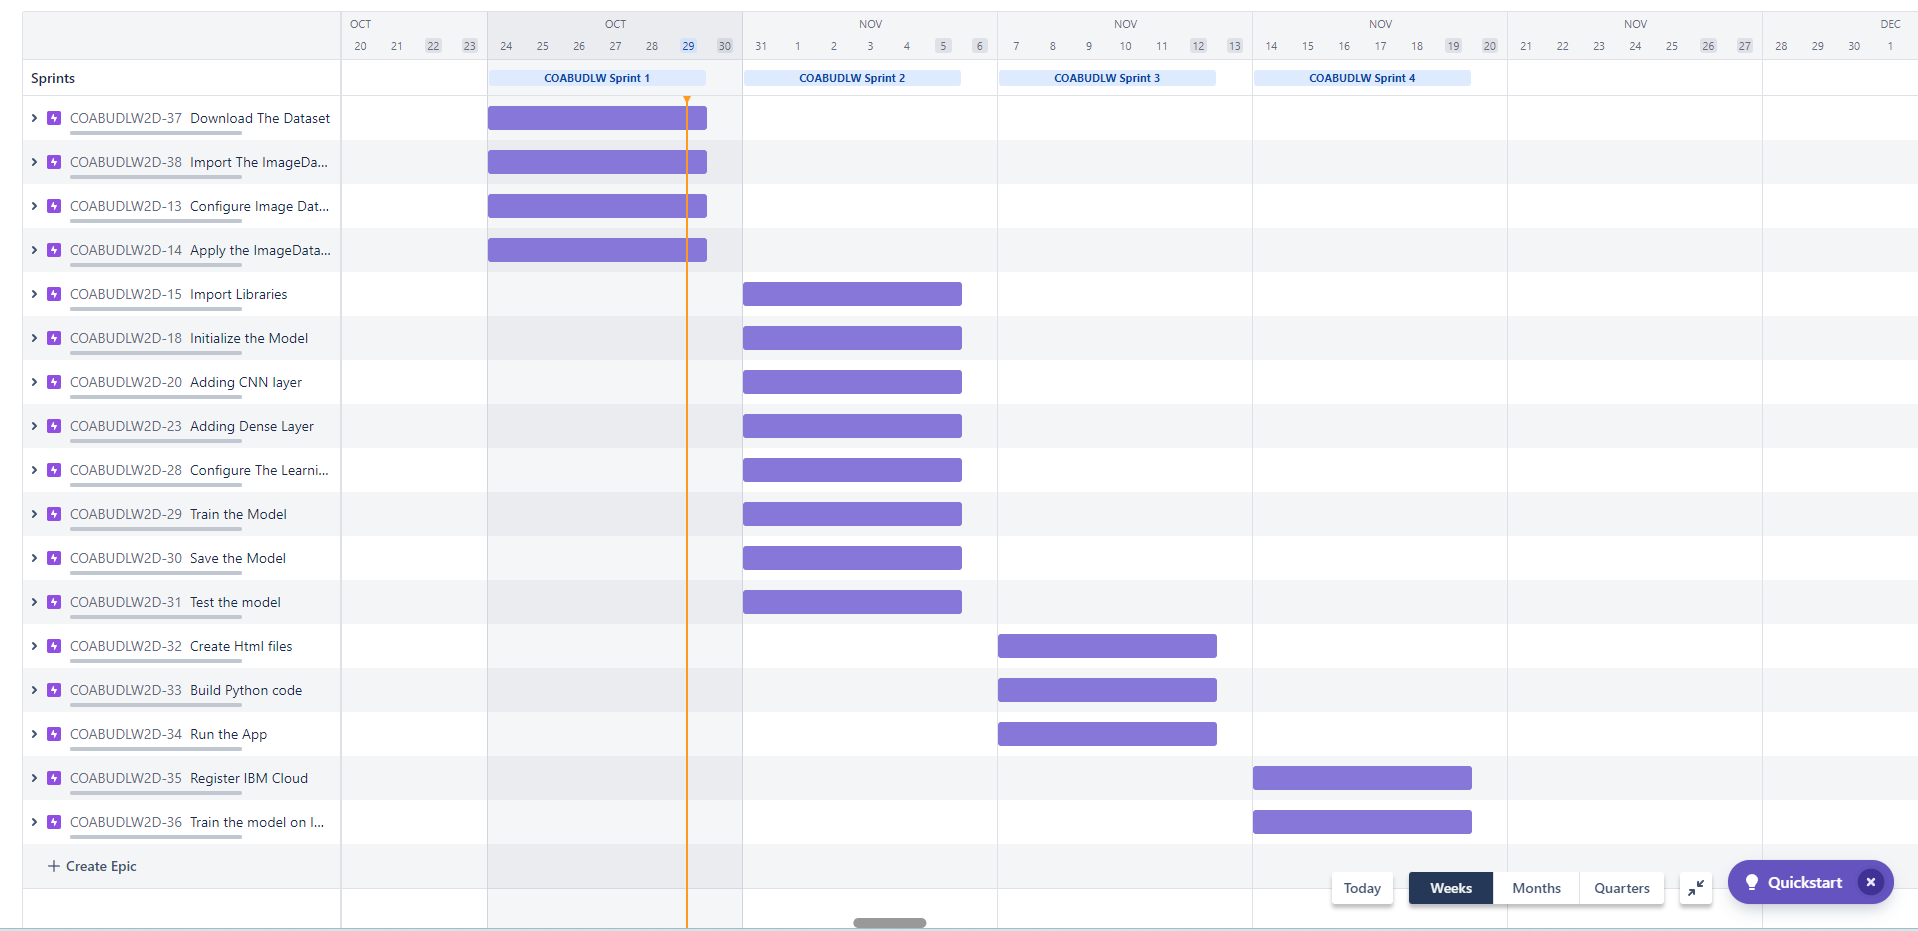 OCT OCT NOV NOV NOV NOV DEC
20 21 22 23 24 25 26 27 28 29 30 31 1 2 3 4 5 6 7 8 9 10 11 12 13 14 15 16 17 18 19 20 21 22 23 24 25 26 27 28 29 30 1
Sprints COABUDLW Sprint 1 COABUDLW Sprint 2 COABUDLW Sprint 3 COABUDLW Sprint 4
COABUDLW2D-37 Download The Dataset
COABUDLW2D-38 Import The ImageDa...
COABUDLW2D-13 Configure Image Dat...
COABUDLW2D-14 Apply the ImageData...
COABUDLW2D-15 Import Libraries
COABUDLW2D-18 Initialize the Model
COABUDLW2D-20 Adding CNN layer
COABUDLW2D-23 Adding Dense Layer
COABUDLW2D-28 Configure The Learni...
COABUDLW2D-29 Train the Model
COABUDLW2D-30 Save the Model
COABUDLW2D-31 Test the model
COABUDLW2D-32 Create Html files
COABUDLW2D-33 Build Python code
COABUDLW2D-34 Run the App
COABUDLW2D-35 Register IBM Cloud
COABUDLW2D-36 Train the model on I...
+ Create Epic
Today Weeks Months Quarters Quickstart